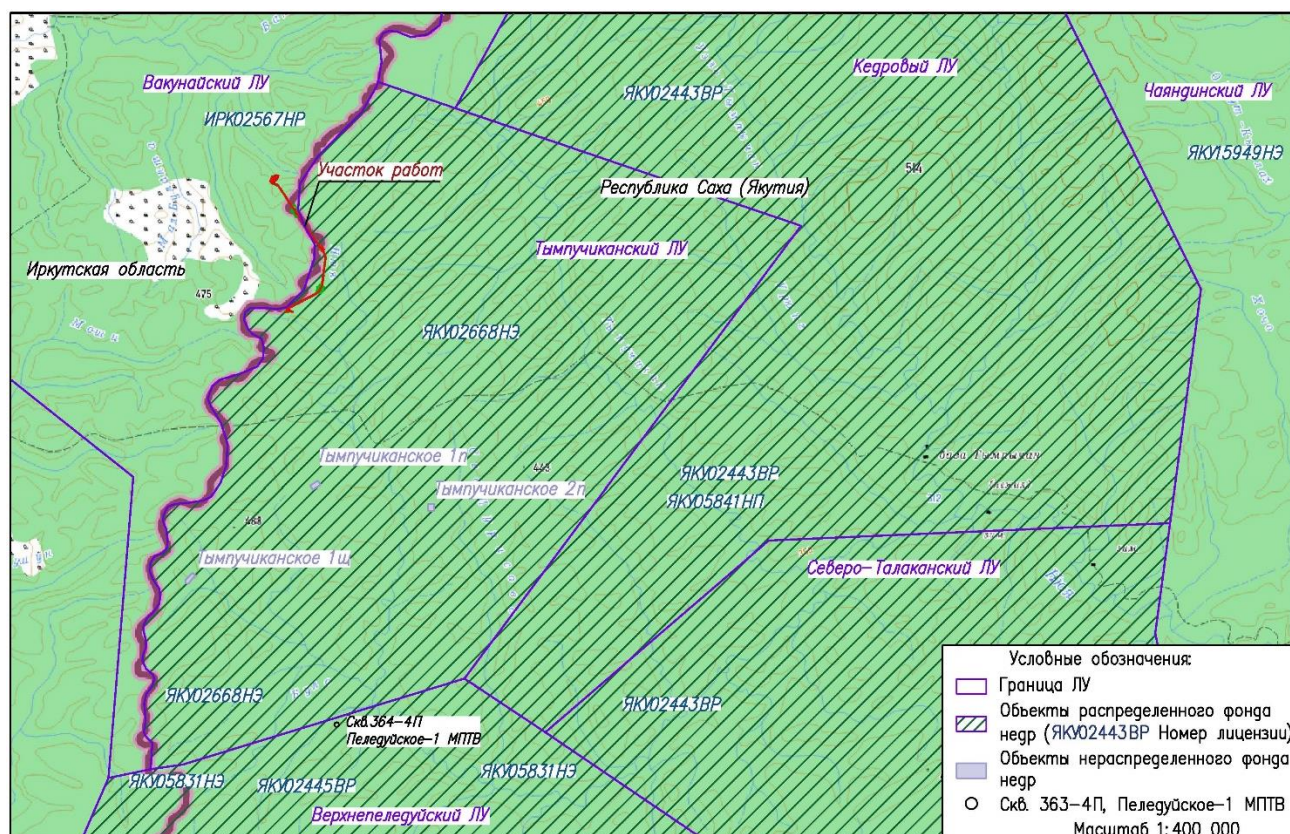 Вакунайский ЛУ
ИРК02567НР
Кедровый ЛУ
ЯКУ02443ВР
Чаяндинский ЛУ
ЯКУ15949НЭ
514
Участок работ
Республика Саха (Якутия)
Тымпучиканский ЛУ
Иркутская область
475
ЯКУ02668НЭ
Тымпучиканское 1п
443
Тымпучиканское 2п
ЯКУ02443ВР
ЯКУ05841НП
468
Тымпучиканское 1щ
Северо-Талаканский ЛУ
ЯКУ02668НЭ
ЯКУ02443ВР
Скв.364-4П
Пеледуйское-1 МПТВ
ЯКУ05831НЭ
ЯКУ02445ВР
ЯКУ05831НЭ
Верхнепеледуйский ЛУ
Условные обозначения:
Граница ЛУ
Объекты распределенного фонда
недр (ЯКУ02443ВР Номер лицензии)
Объекты нераспределенного фонда
недр
Скв. 363-4П, Пеледуйское-1 МПТВ
Масштаб 1:400 000